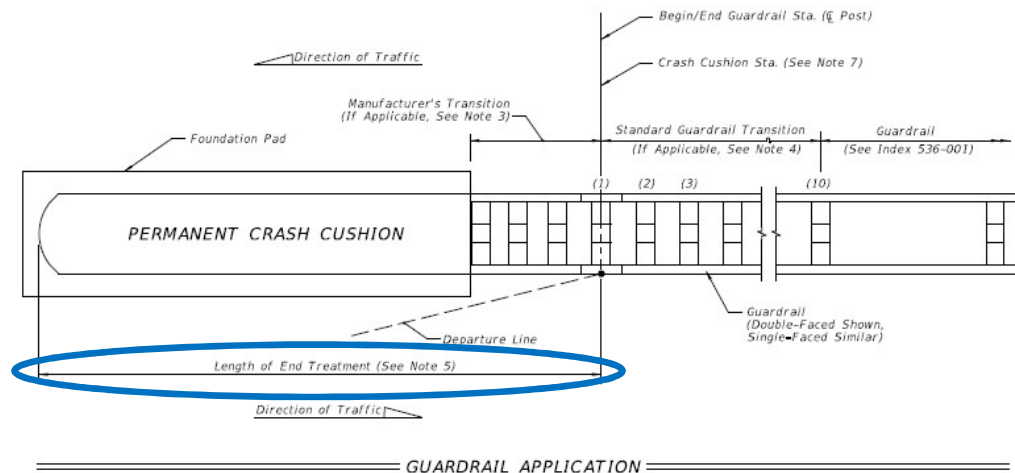 Begin/End Guardrail Sta. (℄ Post)
Direction of Traffic
Crash Cushion Sta. (See Note 7)
Manufacturer's Transition
(If Applicable, See Note 3)
Foundation Pad
Standard Guardrail Transition
(If Applicable, See Note 4)
Guardrail
(See Index 536-001)
(1)
(2)
(3)
(10)
PERMANENT CRASH CUSHION
Guardrail
(Double-Faced Shown,
Single-Faced Similar)
Departure Line
Length of End Treatment (See Note 5)
Direction of Traffic
GUARDRAIL APPLICATION